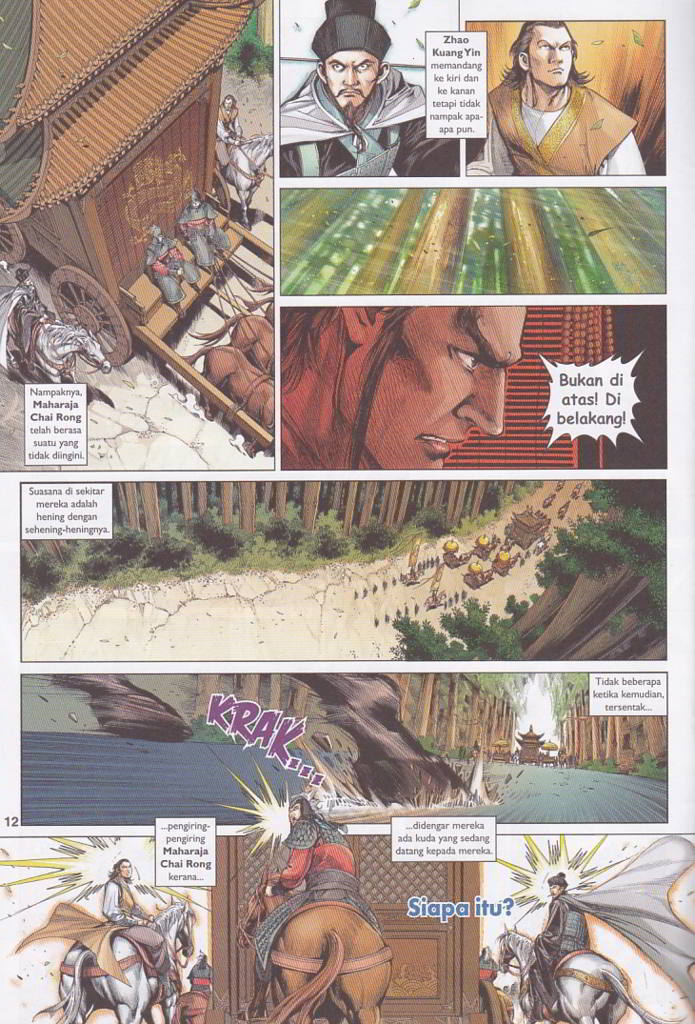 Zhao
Kuang Yin
memandang
ke kiri dan
ke kanan
tetapi tidak
nampak apa-
apa pun.
Nampaknya,
Maharaja
Chai Rong
telah berasa
suatu yang
tidak diingini.
Bukan di
atas! Di
belakang!
Suasana di sekitar
mereka adalah
hening dengan
sehening-heningnya.
Tidak beberapa
ketika kemudian,
tersentak...
KRAK...
12
...pengiring-
pengiring
Maharaja
Chai Rong
kerana...
...didengar mereka
ada kuda yang sedang
datang kepada mereka.
Siapa itu?